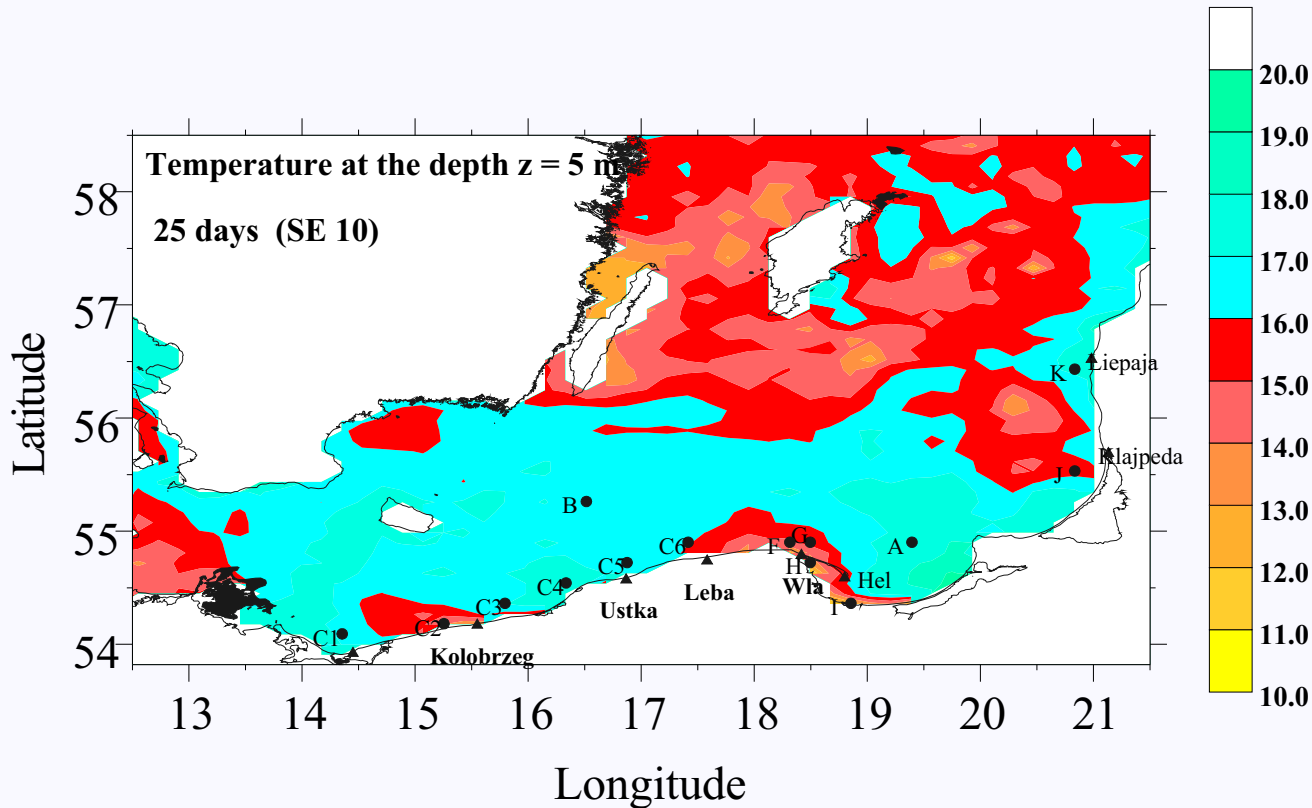 Temperature at the depth z = 5 m
25 days (SE 10)
Latitude
58
57
56
55
54
13 14 15 16 17 18 19 20 21
Longitude
20.0
19.0
18.0
17.0
16.0
15.0
14.0
13.0
12.0
11.0
10.0
K
Liepaja
Klajpeda
J
B
C6
F
G
A
C5
H
Hel
C4
Wla
Leba
Ustka
C3
I
C2
C1
Kolobrzeg